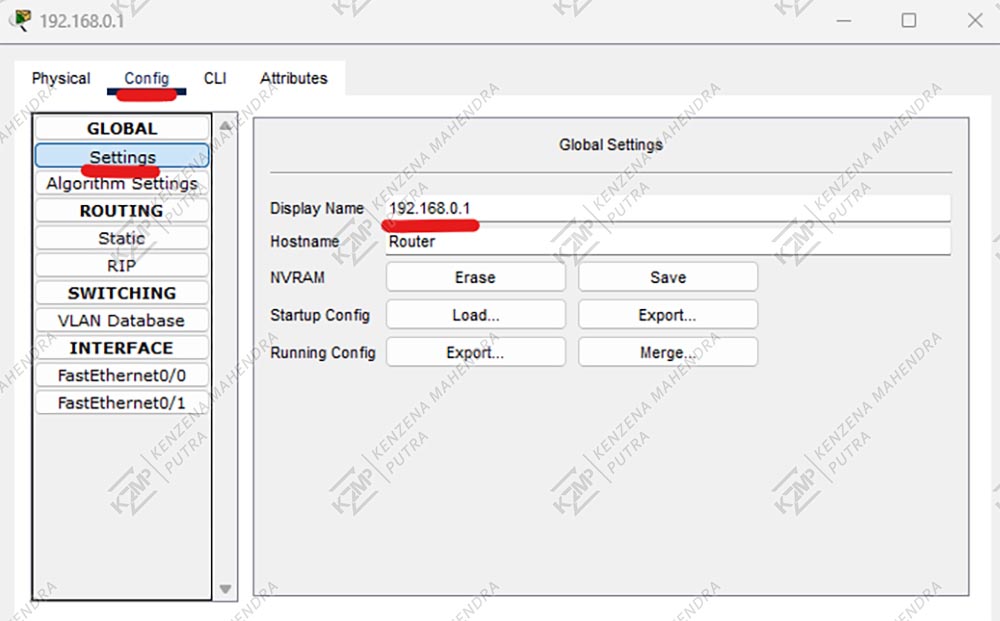 192.168.0.1
Physical Config CLI Attributes
GLOBAL
Settings
Algorithm Settings
ROUTING
Static
RIP
SWITCHING
VLAN Database
INTERFACE
FastEthernet0/0
FastEthernet0/1
Global Settings
Display Name 192.168.0.1
Hostname Router
NVRAM Erase Save
Startup Config Load... Export...
Running Config Export... Merge...
KZMP KENZENA MAHENDRA
PUTRA